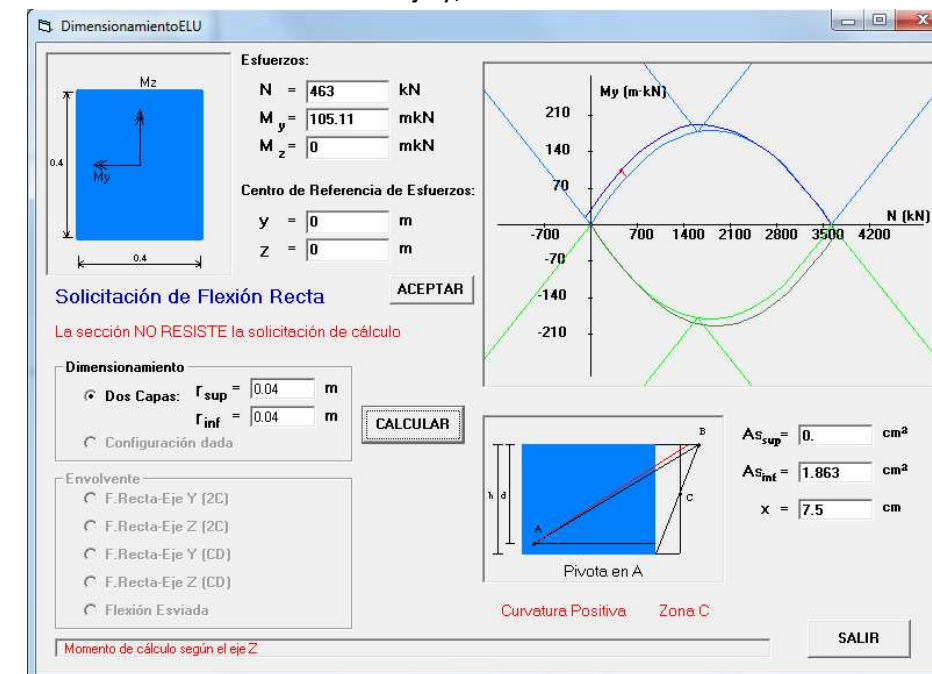 DimensionamientoELU
Mz
My
0.4
0.4
Esfuerzos:
N = 463 kN
M y = 105.11 mkN
M z = 0 mkN
Centro de Referencia de Esfuerzos:
y = 0 m
z = 0 m
ACEPTAR
Solicitación de Flexión Recta
La sección NO RESISTE la solicitación de cálculo
Dimensionamiento
Dos Capas: r sup = 0.04 m
r inf = 0.04 m
Configuración dada
CALCULAR
Envolvente
F.Recta-Eje Y (2C)
F.Recta-Eje Z (2C)
F.Recta-Eje Y (CD)
F.Recta-Eje Z (CD)
Flexión Esviada
My (m·kN)
210
140
70
N (kN)
-700 700 1400 2100 2800 3500 4200
-70
-140
-210
B
h d
C
A
Pivota en A
As sup = 0. cm²
As inf = 1.863 cm²
x = 7.5 cm
Curvatura Positiva Zona C
SALIR
Momento de cálculo según el eje Z